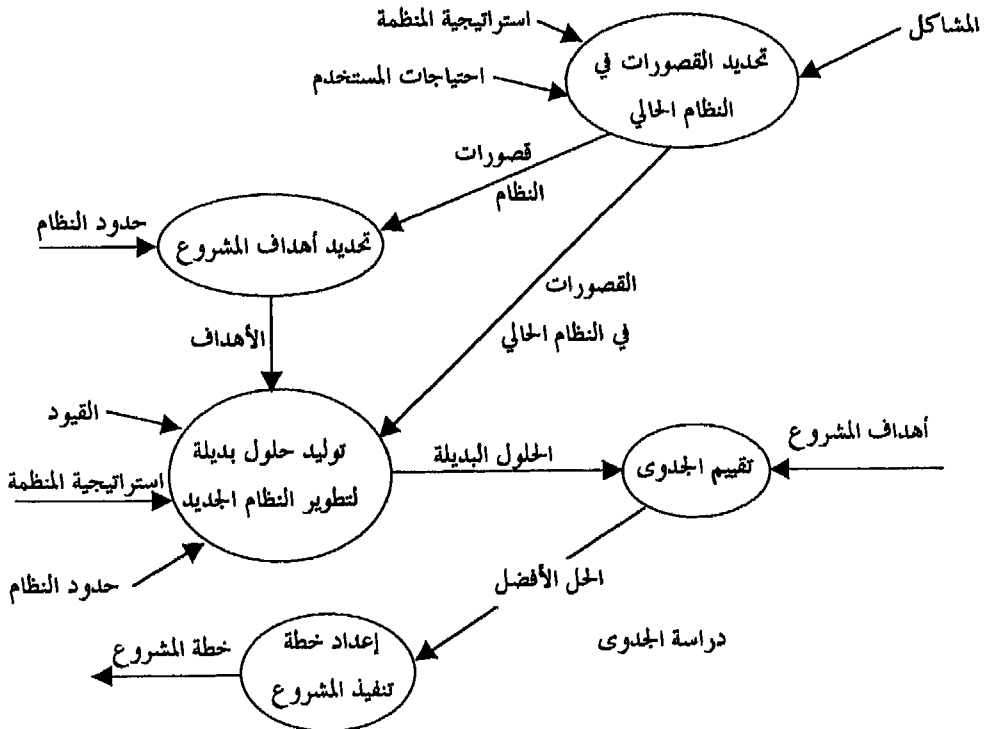 المشاكل
استراتيجية المنظمة
احتياجات المستخدم
تحديد القصورات في
النظام الحالي
قصورات
النظام
حدود النظام
تحديد أهداف المشروع
القصورات
في النظام الحالي
الأهداف
القيود
استراتيجية المنظمة
حدود النظام
توليد حلول بديلة
لتطوير النظام الجديد
الحلول البديلة
تقييم الجدوى
أهداف المشروع
الحل الأفضل
دراسة الجدوى
إعداد خطة
تنفيذ المشروع
خطة المشروع